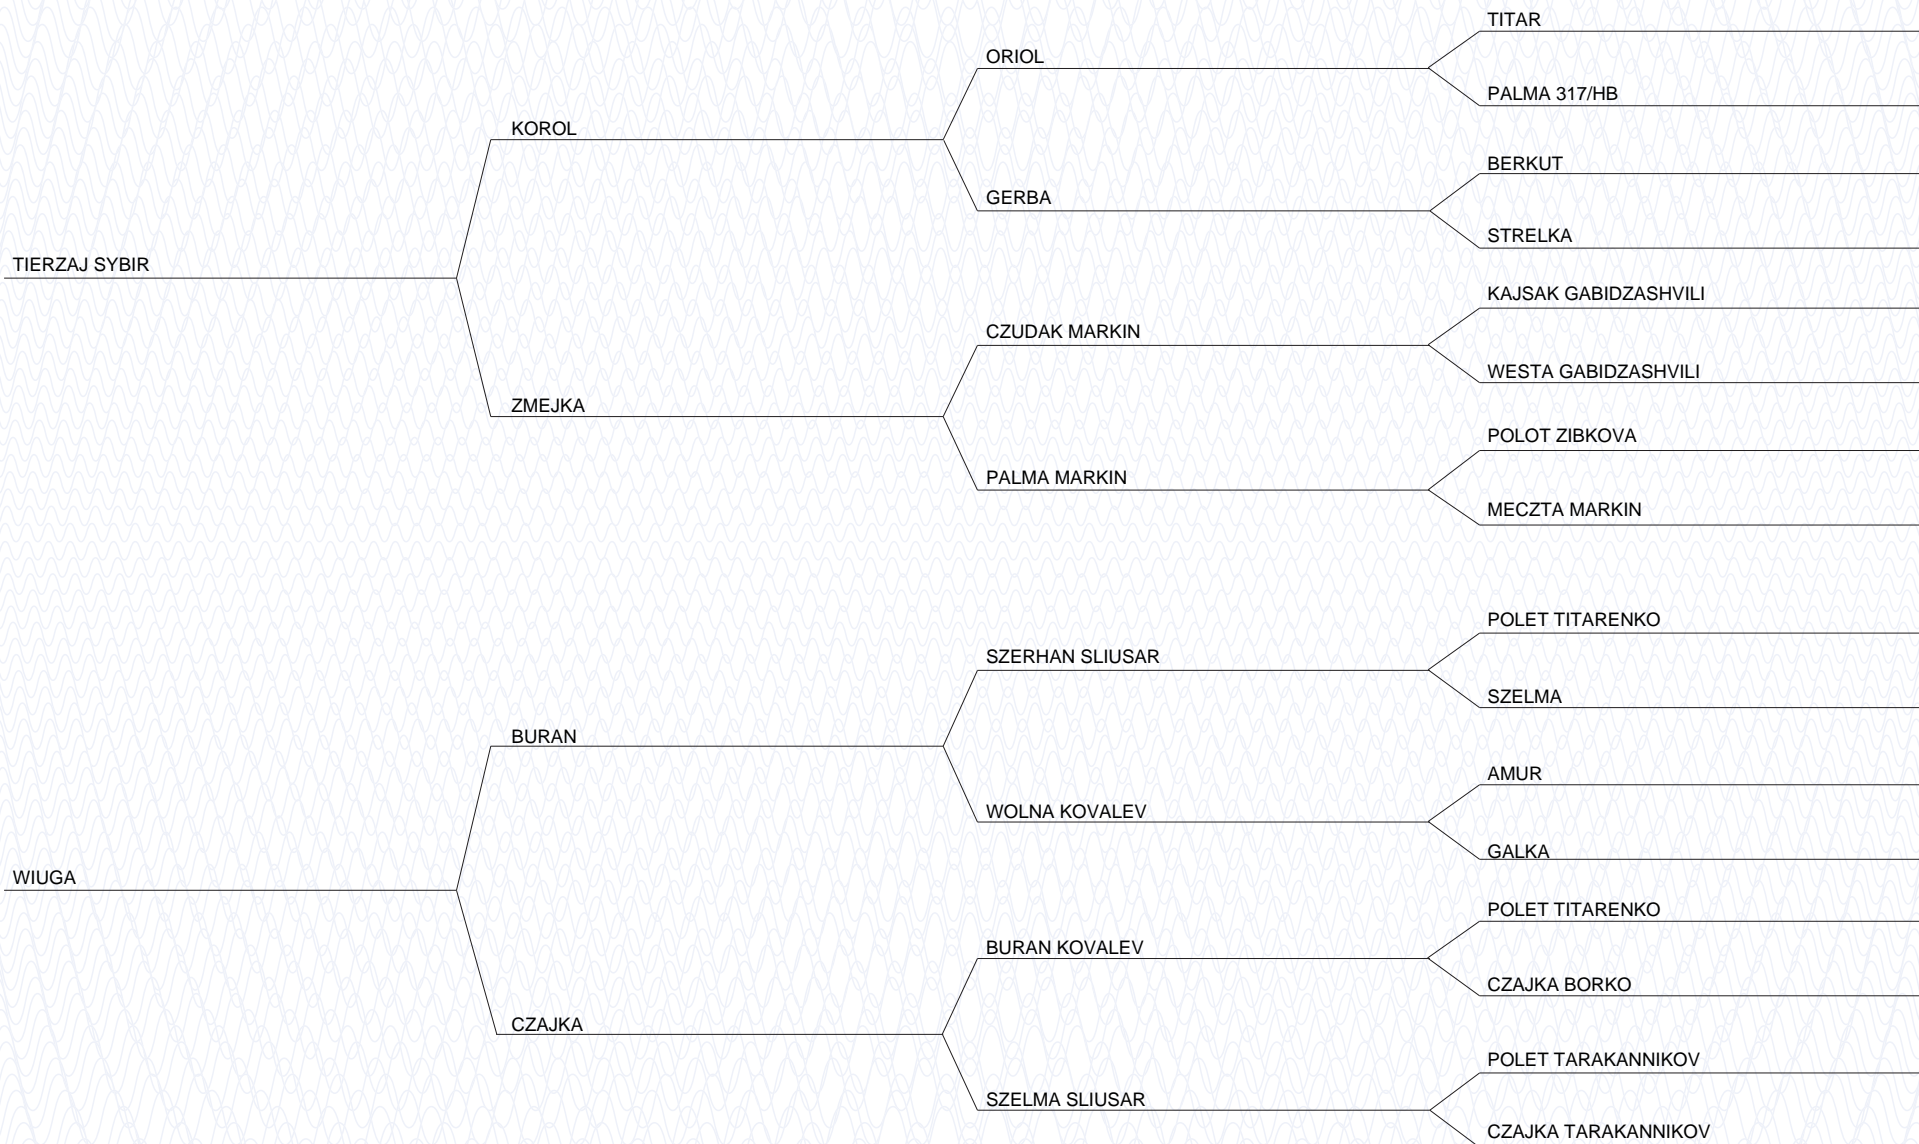 TIERZAJ SYBIR
KOROL
ORIOL
TITAR
PALMA 317/HB
GERBA
BERKUT
STRELKA
ZMEJKA
CZUDAK MARKIN
KAJSAK GABIDZASHVILI
WESTA GABIDZASHVILI
PALMA MARKIN
POLOT ZIBKOVA
MECZTA MARKIN
WIUGA
BURAN
SZERHAN SLIUSAR
POLET TITARENKO
SZELMA
WOLNA KOVALEV
AMUR
GALKA
CZAJKA
BURAN KOVALEV
POLET TITARENKO
CZAJKA BORKO
SZELMA SLIUSAR
POLET TARAKANNIKOV
CZAJKA TARAKANNIKOV